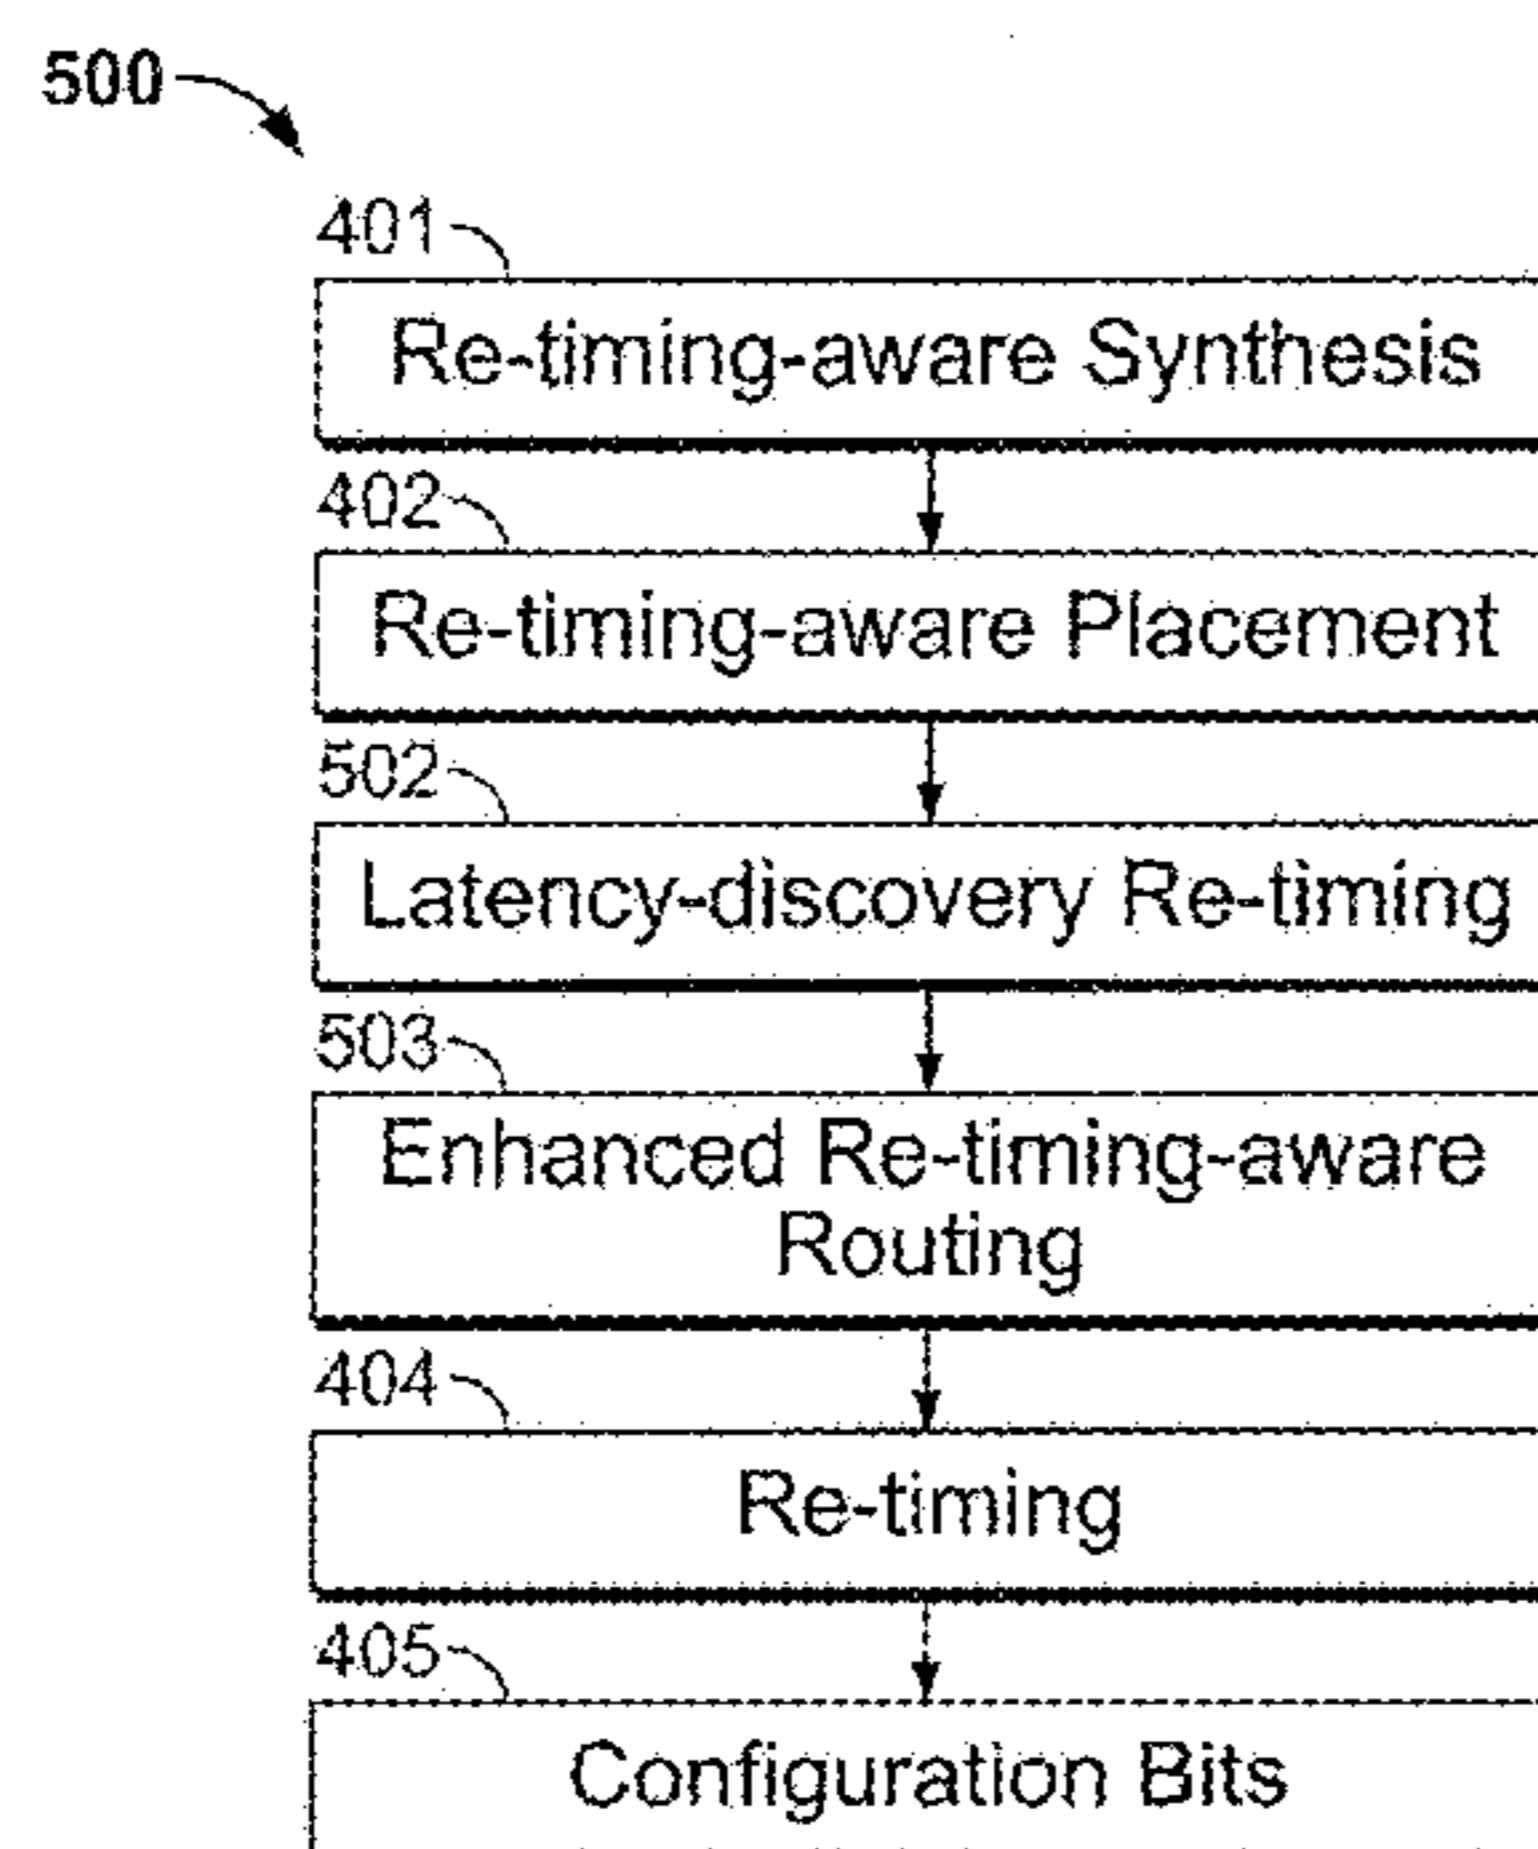 500
401
Re-timing-aware Synthesis
402
Re-timing-aware Placement
502
Latency-discovery Re-timing
503
Enhanced Re-timing-aware
Routing
404
Re-timing
405
Configuration Bits